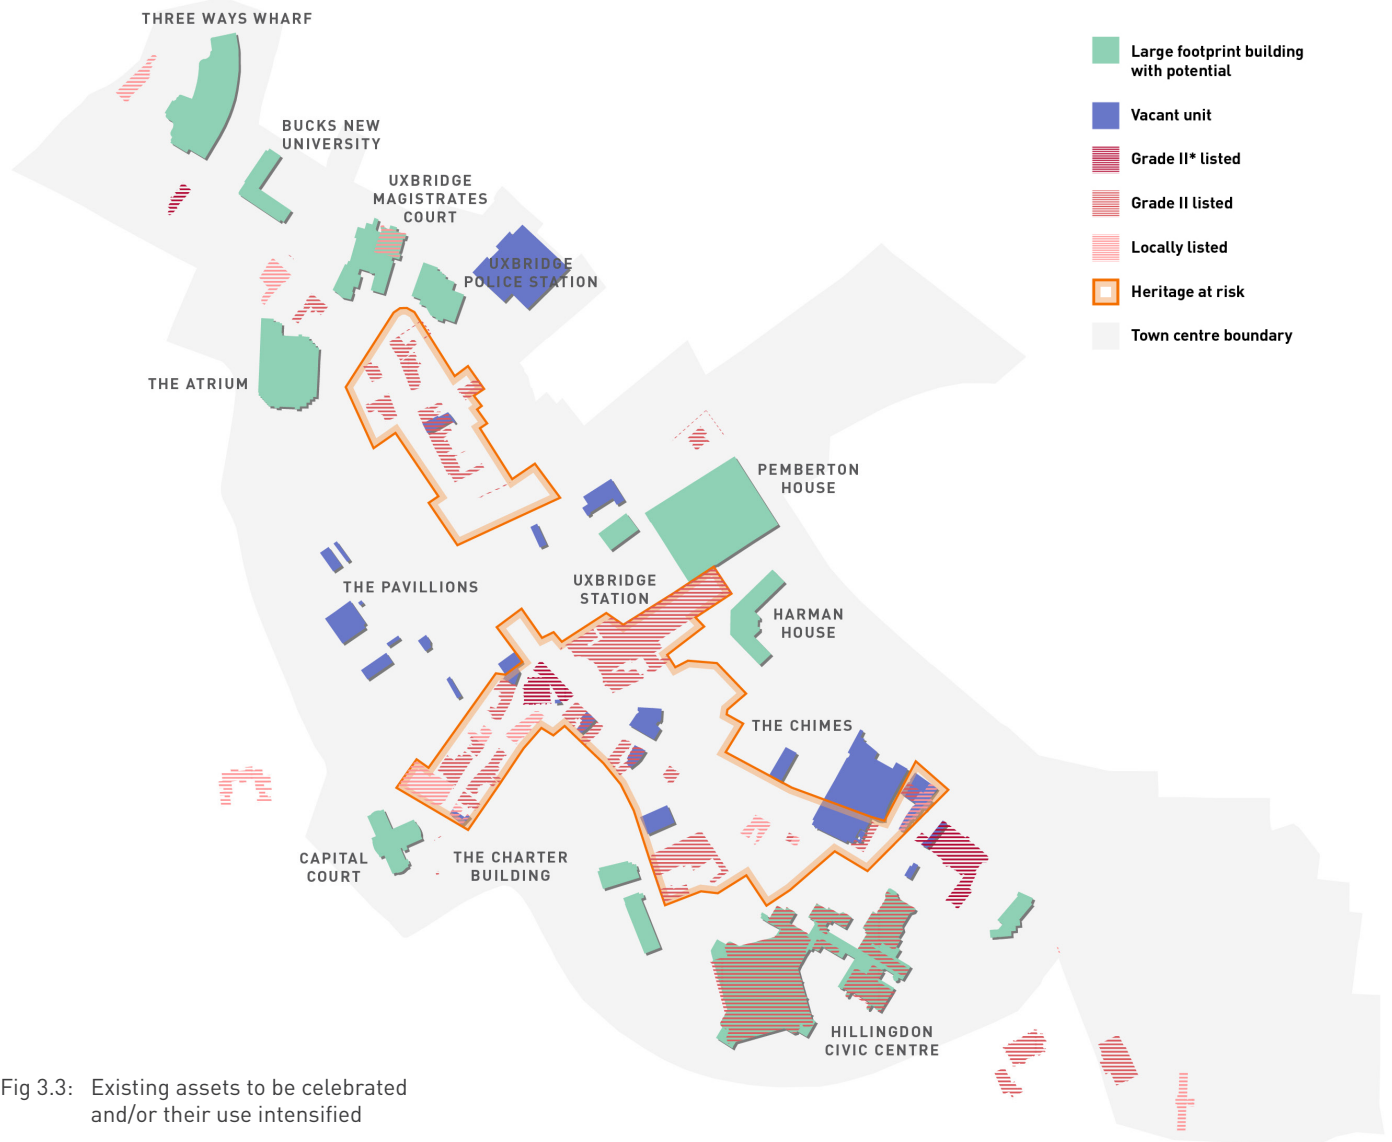 THREE WAYS WHARF
BUCKS NEW
UNIVERSITY
UXBRIDGE
MAGISTRATES
COURT
UXBRIDGE
POLICE STATION
THE ATRIUM
PEMBERTON
HOUSE
THE PAVILLIONS
UXBRIDGE
STATION
HARMAN
HOUSE
THE CHIMES
CAPITAL
COURT
THE CHARTER
BUILDING
HILLINGDON
CIVIC CENTRE
Large footprint building
with potential
Vacant unit
Grade II* listed
Grade II listed
Locally listed
Heritage at risk
Town centre boundary
Fig 3.3: Existing assets to be celebrated
and/or their use intensified